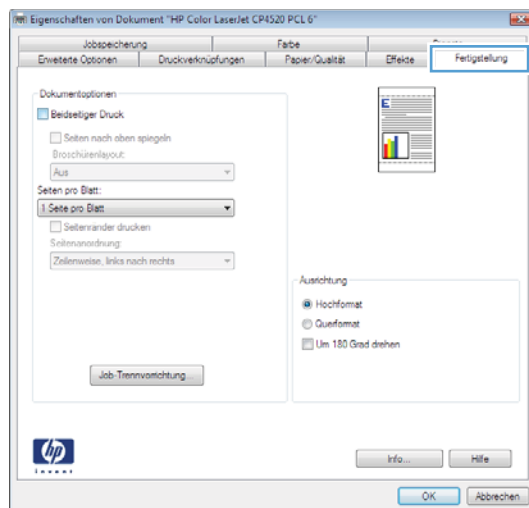 Eigenschaften von Dokument "HP Color LaserJet CP4520 PCL 6"
Jobspeicherung
Farbe
Erweiterte Optionen
Druckverknüpfungen
Papier/Qualität
Effekte
Fertigstellung
Dokumentoptionen
Beidseitiger Druck
Seiten nach oben spiegeln
Broschürenlayout:
Aus
Seiten pro Blatt:
1 Seite pro Blatt
Seitenränder drucken
Seitenanordnung:
Zeilenweise, links nach rechts
Job-Trennvorrichtung...
E
Ausrichtung
Hochformat
Querformat
Um 180 Grad drehen
hp
invent
Info...
Hilfe
OK
Abbrechen